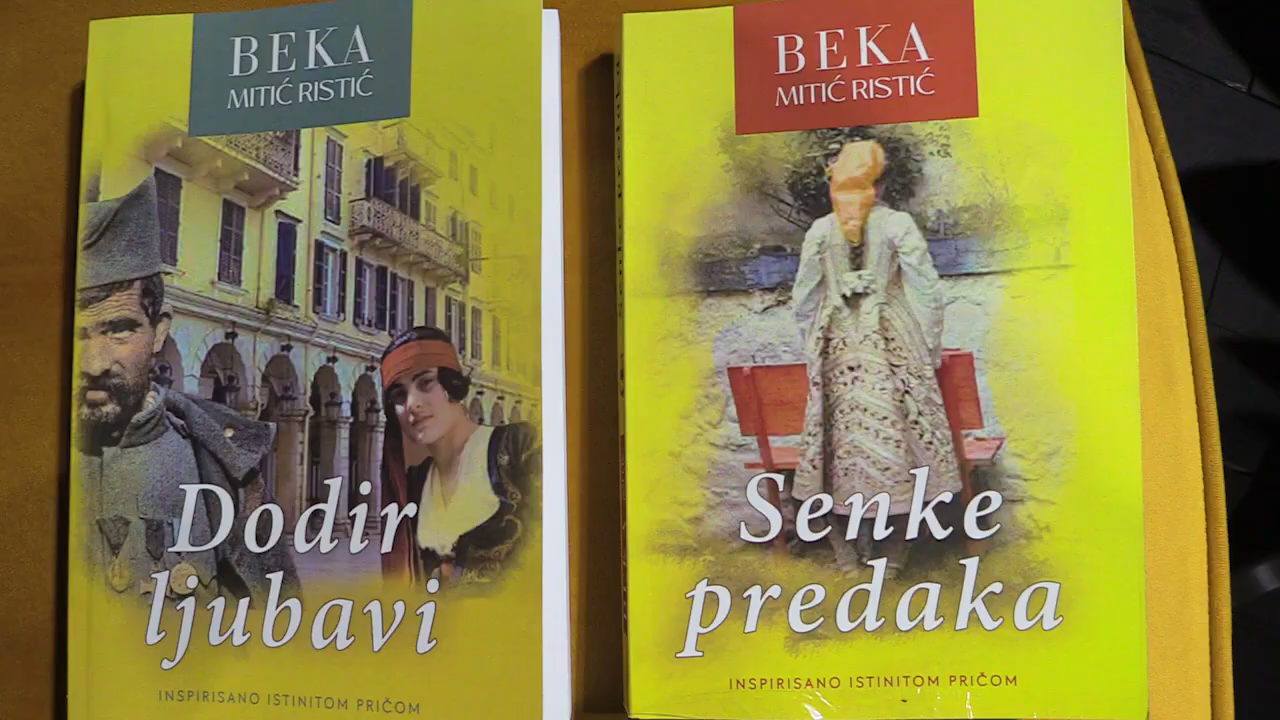 BEKA
MITIĆ RISTIĆ
Dodir
ljubavi
INSPIRISANO ISTINITOM PRIČOM
BEKA
MITIĆ RISTIĆ
Senke
predaka
INSPIRISANO ISTINITOM PRIČOM